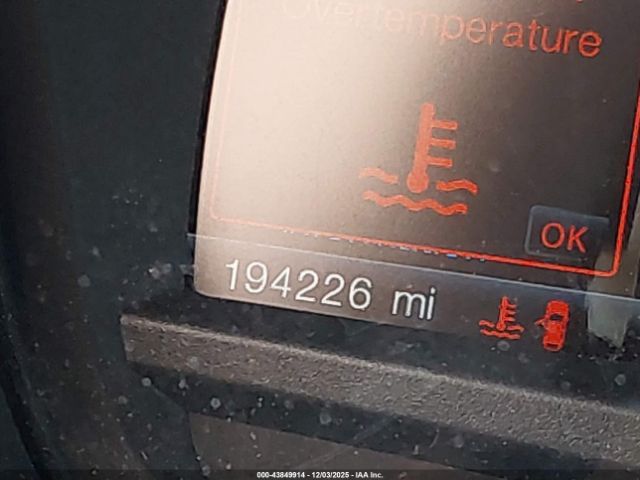 Overtemperature
OK
194226 mi
000-43849914 - 12/03/2025 - IAA Inc.